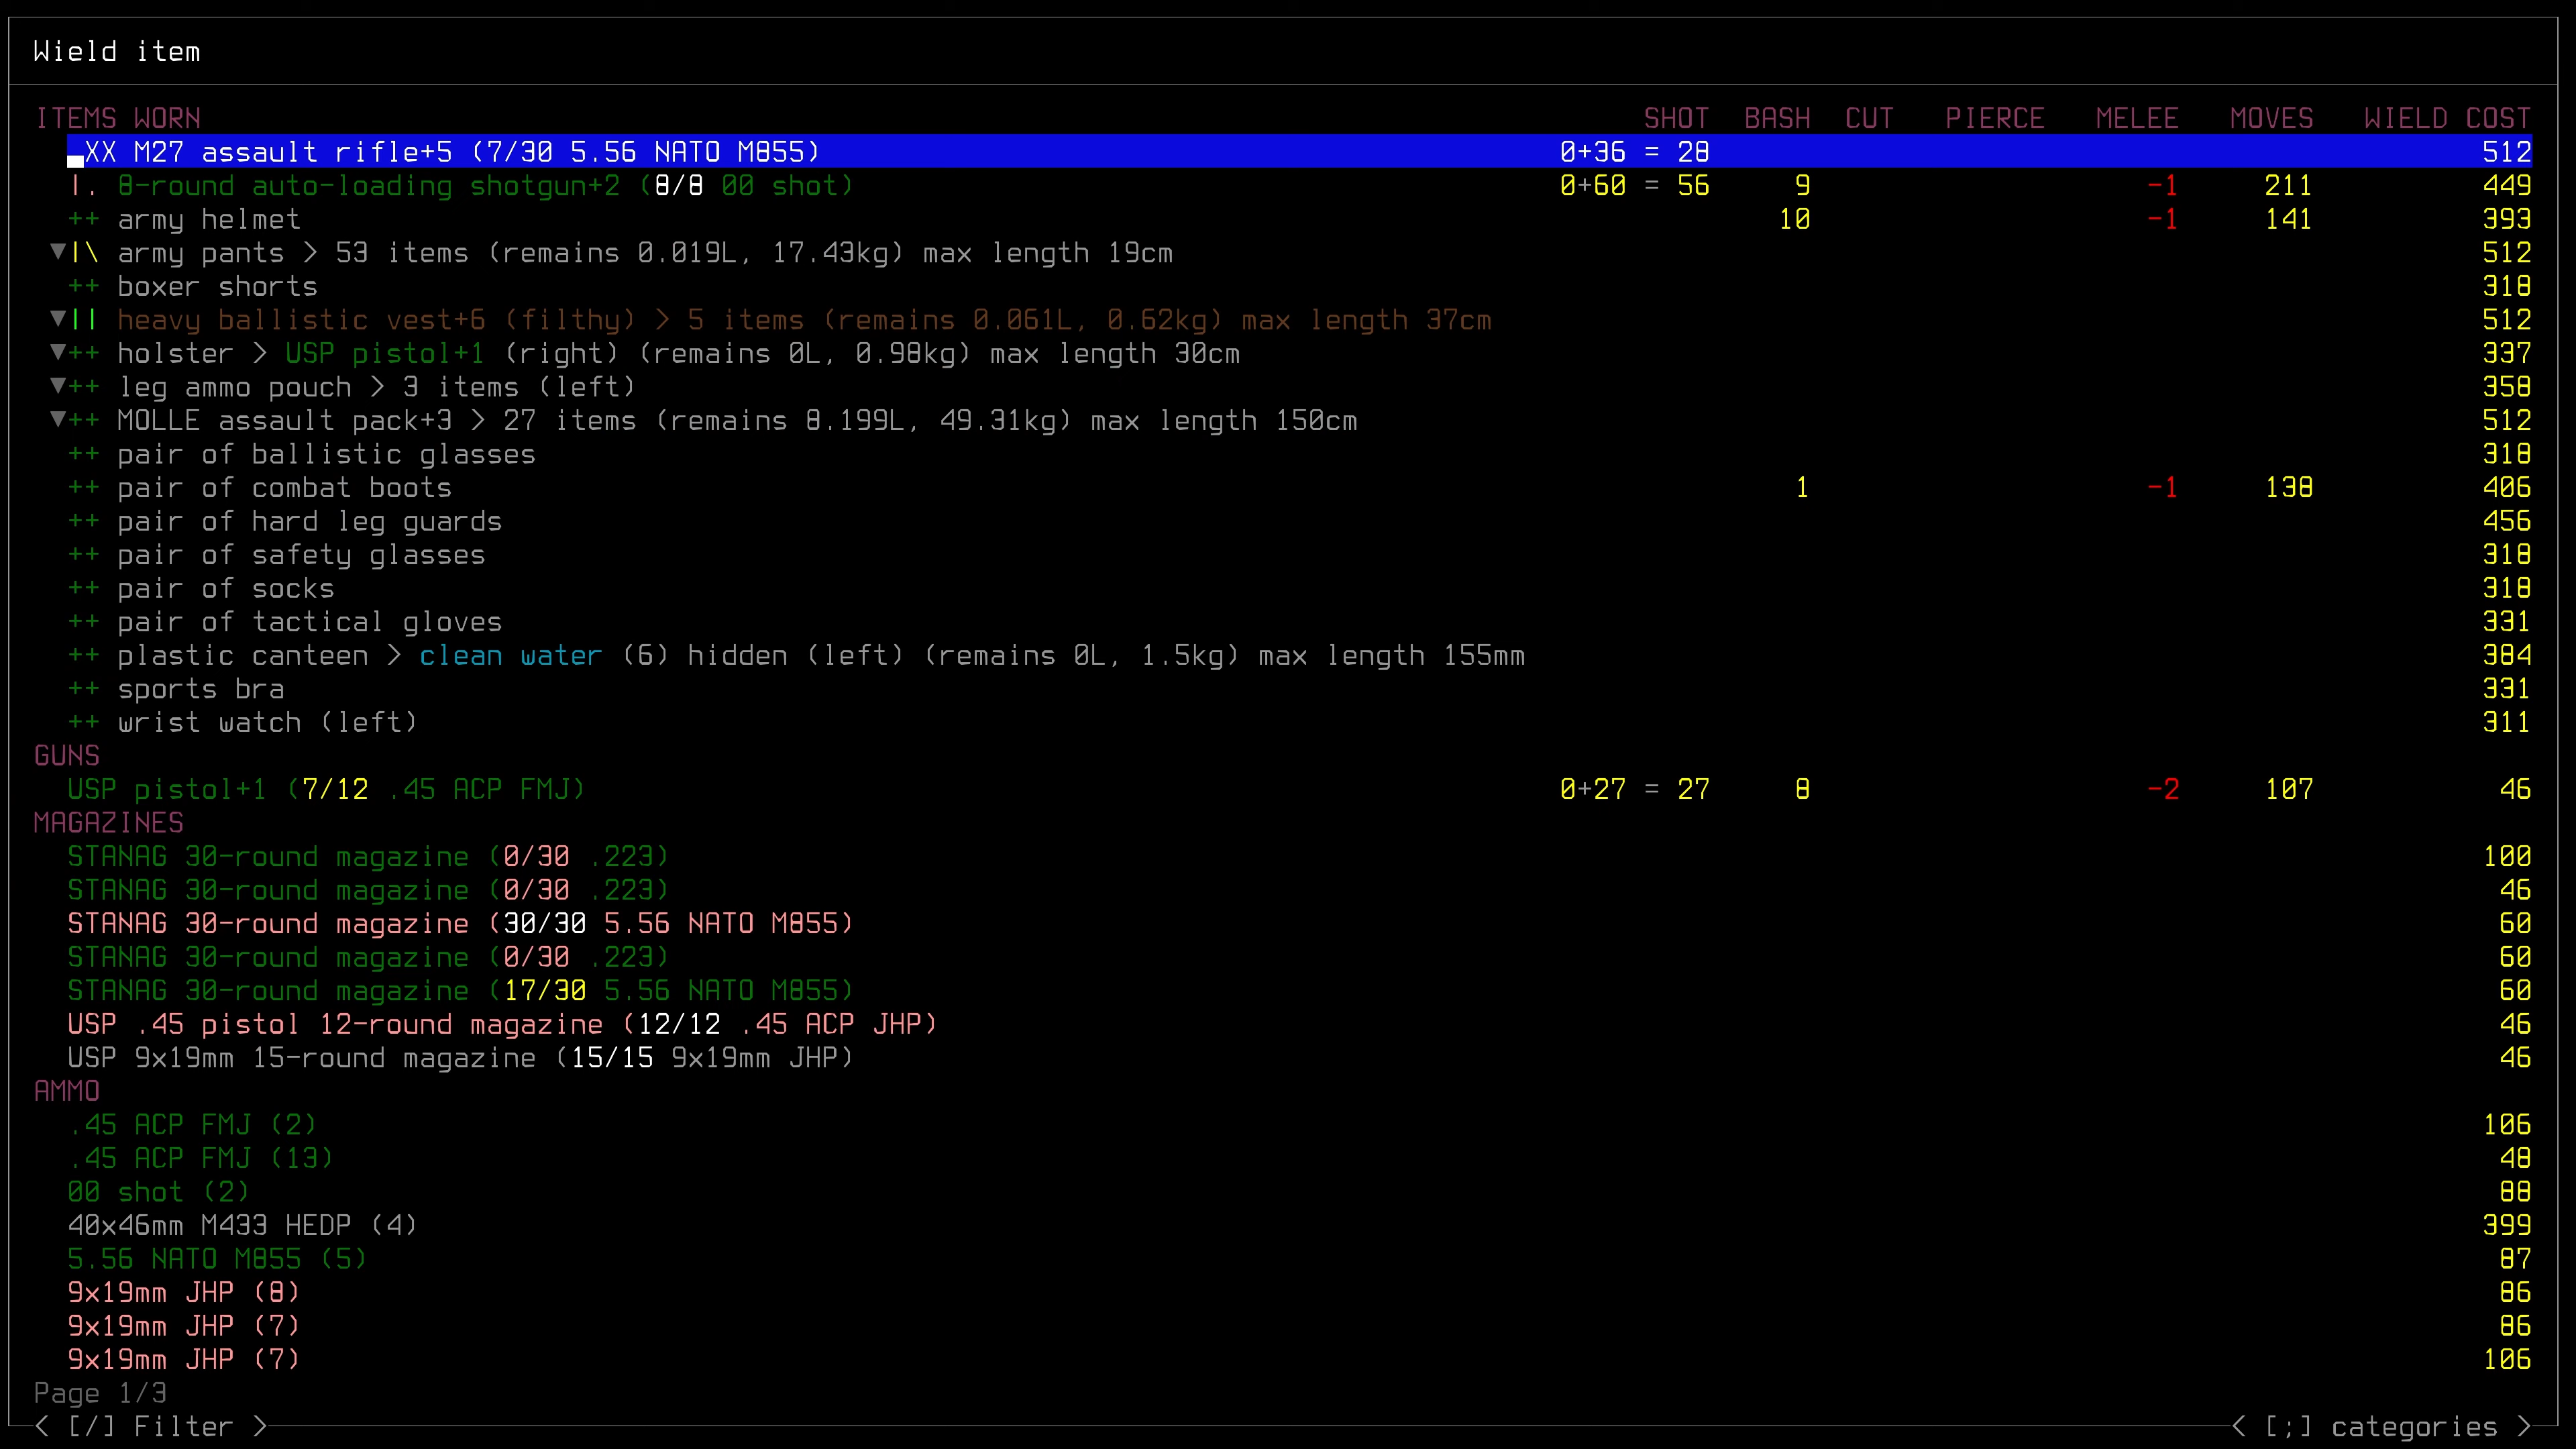 Wield item
ITEMS WORN SHOT BASH CUT PIERCE MELEE MOVES WIELD COST
XX M27 assault rifle+5 (7/30 5.56 NATO M855) 0+36 = 28 512
|. 8-round auto-loading shotgun+2 (8/8 00 shot) 0+60 = 56 9 -1 211 449
++ army helmet 10 -1 141 393
▼|\ army pants > 53 items (remains 0.019L, 17.43kg) max length 19cm 512
++ boxer shorts 318
▼|| heavy ballistic vest+6 (filthy) > 5 items (remains 0.061L, 0.62kg) max length 37cm 512
▼++ holster > USP pistol+1 (right) (remains 0L, 0.98kg) max length 30cm 337
▼++ leg ammo pouch > 3 items (left) 358
▼++ MOLLE assault pack+3 > 27 items (remains 8.199L, 49.31kg) max length 150cm 512
++ pair of ballistic glasses 318
++ pair of combat boots 1 -1 138 406
++ pair of hard leg guards 456
++ pair of safety glasses 318
++ pair of socks 318
++ pair of tactical gloves 331
++ plastic canteen > clean water (6) hidden (left) (remains 0L, 1.5kg) max length 155mm 384
++ sports bra 331
++ wrist watch (left) 311
GUNS
USP pistol+1 (7/12 .45 ACP FMJ) 0+27 = 27 8 -2 107 46
MAGAZINES
STANAG 30-round magazine (0/30 .223) 100
STANAG 30-round magazine (0/30 .223) 46
STANAG 30-round magazine (30/30 5.56 NATO M855) 60
STANAG 30-round magazine (0/30 .223) 60
STANAG 30-round magazine (17/30 5.56 NATO M855) 60
USP .45 pistol 12-round magazine (12/12 .45 ACP JHP) 46
USP 9x19mm 15-round magazine (15/15 9x19mm JHP) 46
AMMO
.45 ACP FMJ (2) 106
.45 ACP FMJ (13) 48
00 shot (2) 88
40x46mm M433 HEDP (4) 399
5.56 NATO M855 (5) 87
9x19mm JHP (8) 86
9x19mm JHP (7) 86
9x19mm JHP (7) 106
Page 1/3
< [/] Filter > < [;] categories >